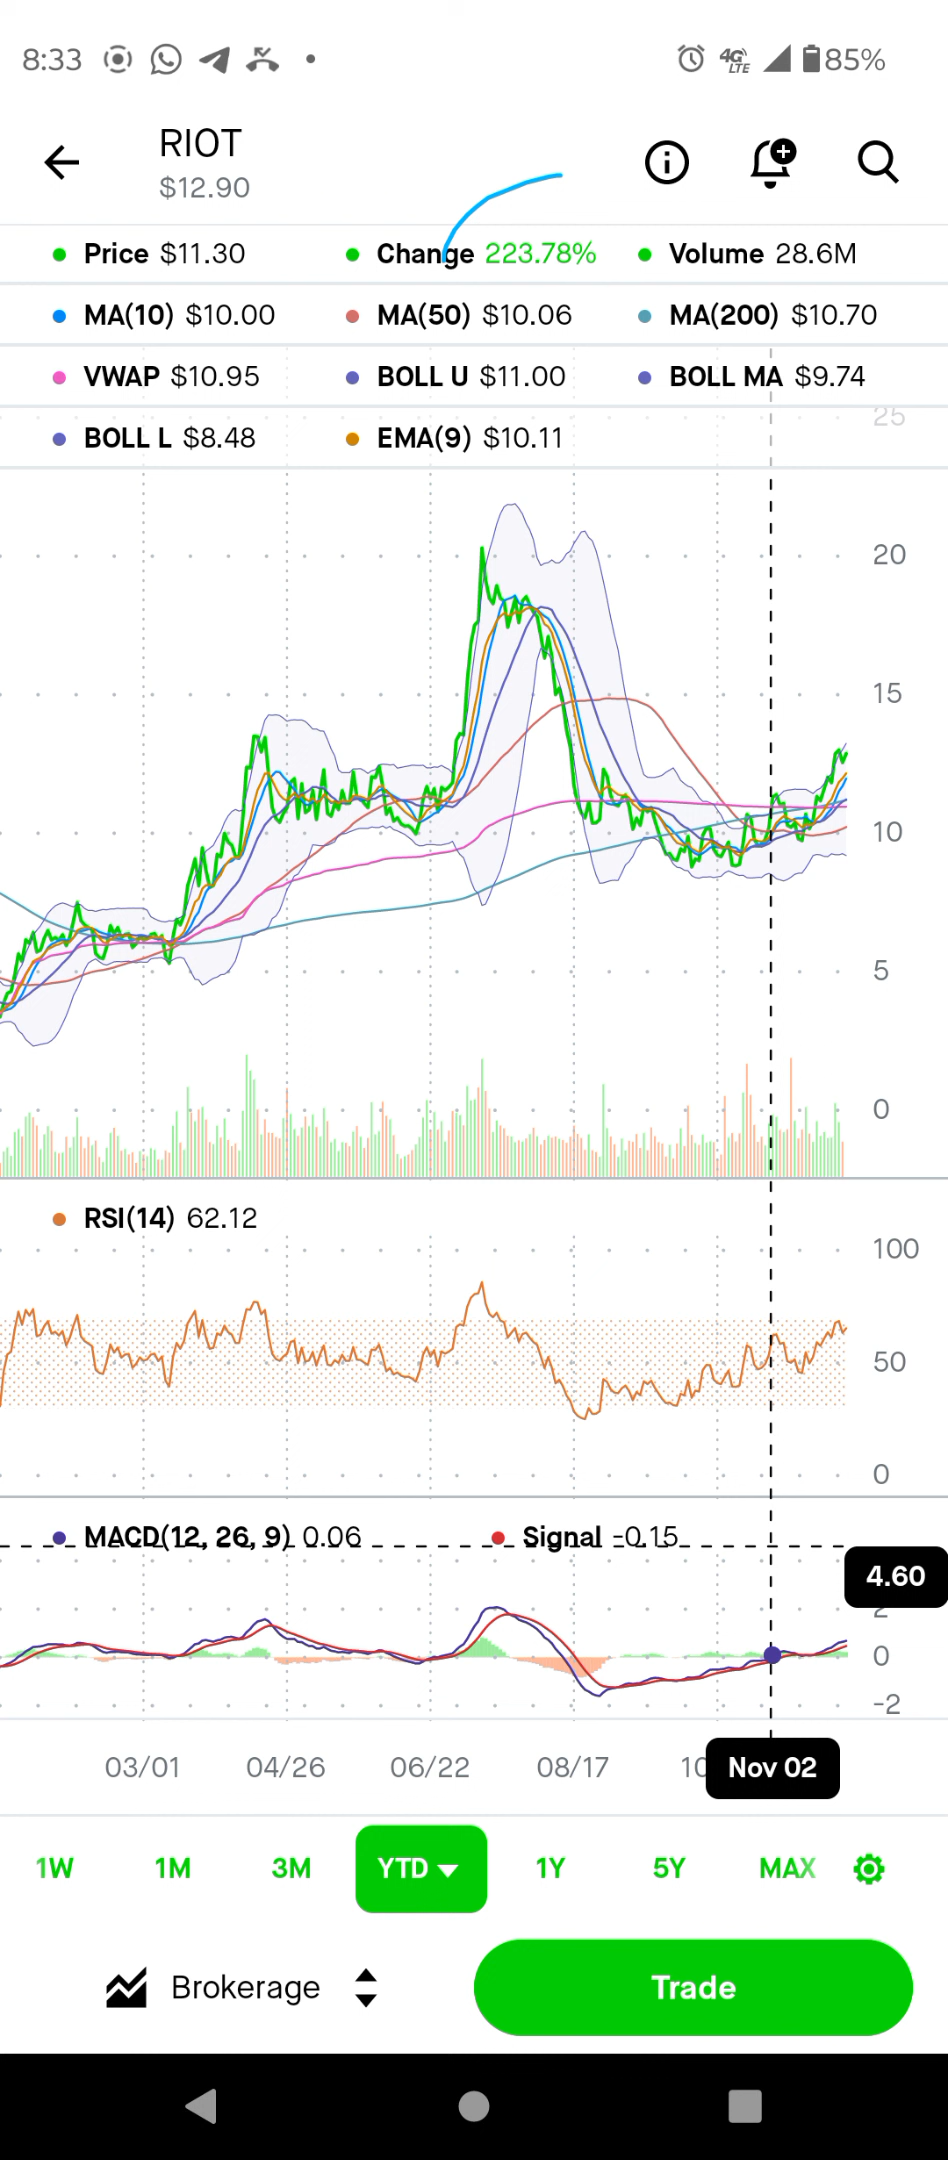 8:33 4G LTE 85%
RIOT
$12.90
Price $11.30 Change 223.78% Volume 28.6M
MA(10) $10.00 MA(50) $10.06 MA(200) $10.70
VWAP $10.95 BOLL U $11.00 BOLL MA $9.74
25
BOLL L $8.48 EMA(9) $10.11
20
15
10
5
0
RSI(14) 62.12
100
50
0
MACD(12, 26, 9) 0.06 Signal -0.15
4.60
2
0
-2
03/01 04/26 06/22 08/17 10 Nov 02
1W 1M 3M YTD 1Y 5Y MAX
Brokerage Trade